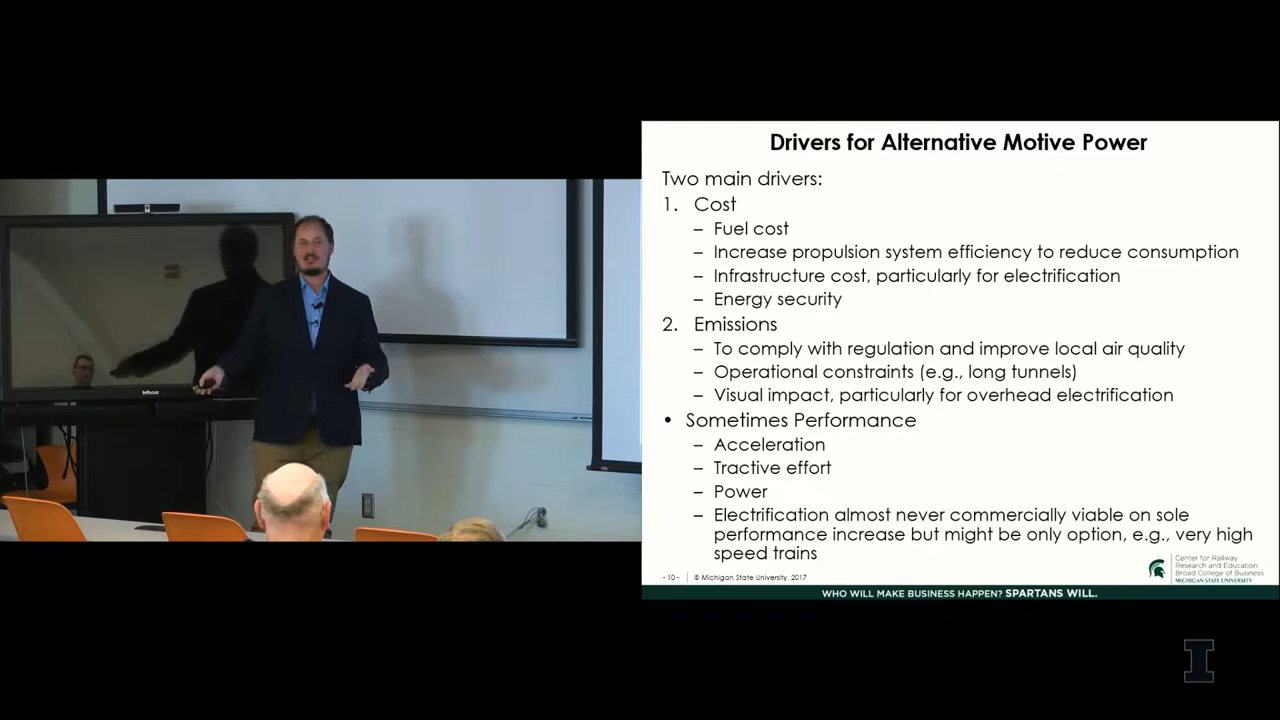 Drivers for Alternative Motive Power
Two main drivers:
1. Cost
– Fuel cost
– Increase propulsion system efficiency to reduce consumption
– Infrastructure cost, particularly for electrification
– Energy security
2. Emissions
– To comply with regulation and improve local air quality
– Operational constraints (e.g., long tunnels)
– Visual impact, particularly for overhead electrification
• Sometimes Performance
– Acceleration
– Tractive effort
– Power
– Electrification almost never commercially viable on sole
performance increase but might be only option, e.g., very high
speed trains
- 10 - | © Michigan State University, 2017
Center for Railway
Research and Education
Broad College of Business
MICHIGAN STATE UNIVERSITY
WHO WILL MAKE BUSINESS HAPPEN? SPARTANS WILL.
InFocus
I